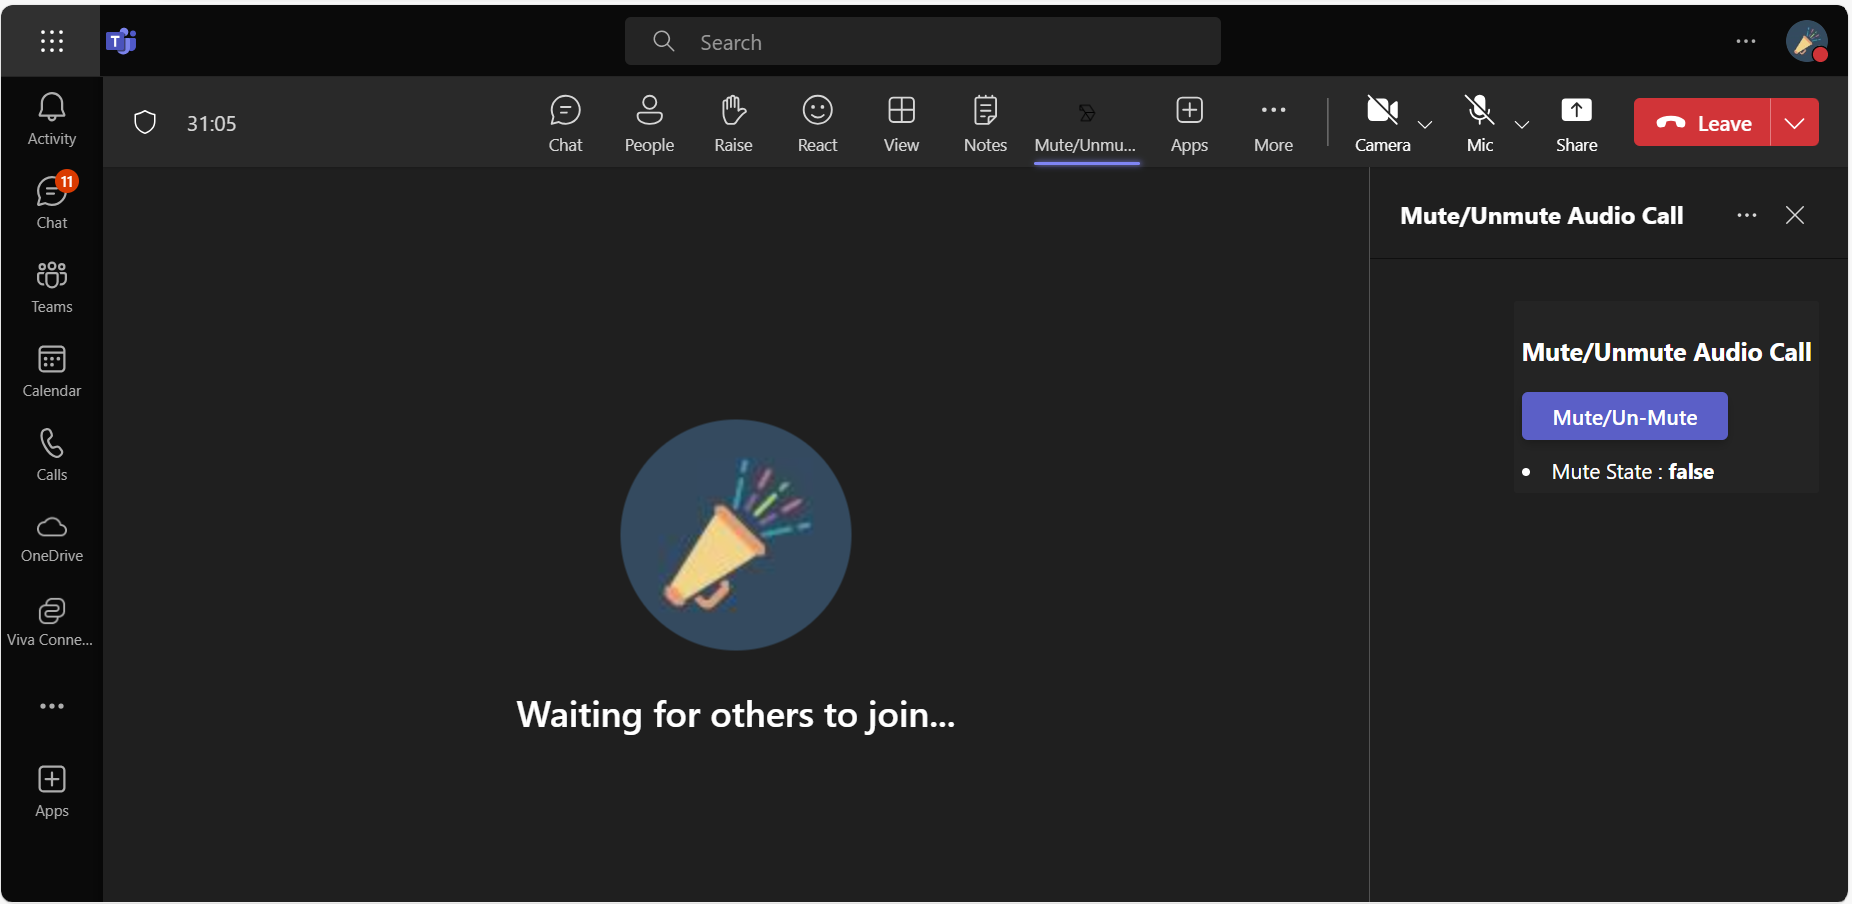 T
Search
Activity
11
Chat
Teams
Calendar
Calls
OneDrive
Viva Conne...
Apps
31:05
Chat
People
Raise
React
View
Notes
Mute/Unmu...
Apps
More
Camera
Mic
Share
Leave
Waiting for others to join...
Mute/Unmute Audio Call
Mute/Unmute Audio Call
Mute/Un-Mute
• Mute State : false